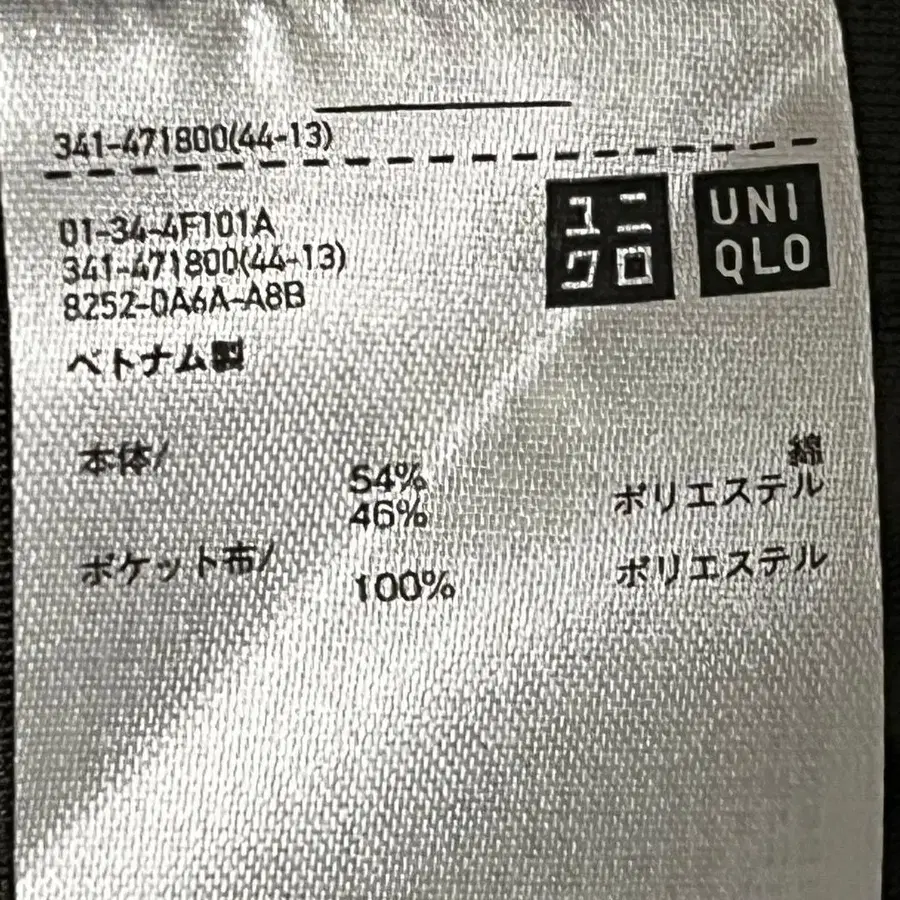 341-471800(44-13)
ユニ
クロ
UNI
QLO
01-34-4F101A
341-471800(44-13)
8252-0A6A-A8B
ベトナム製
本体/
54% 綿
46% ポリエステル
ポケット布/
100% ポリエステル